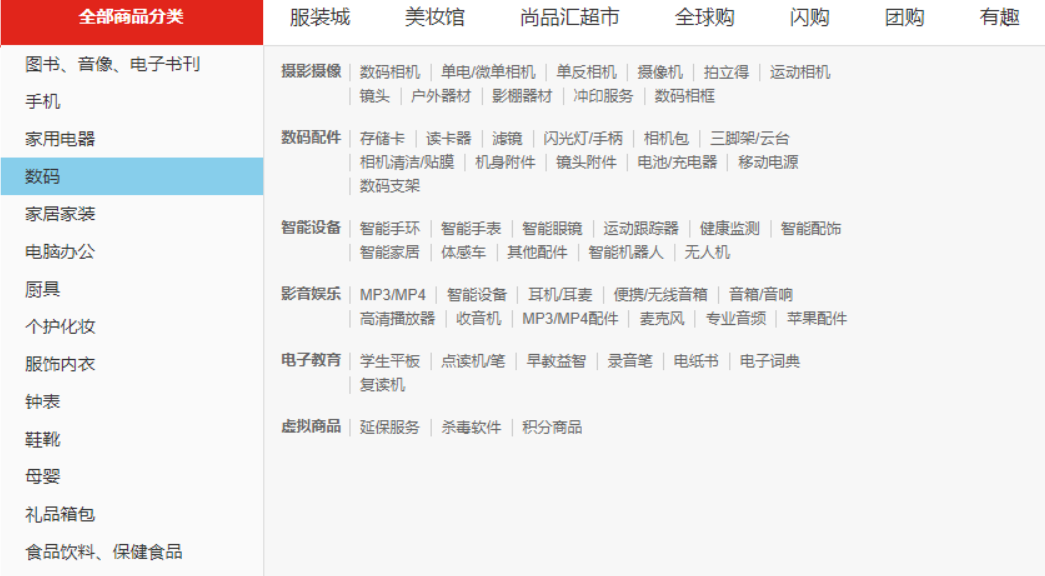 全部商品分类
服装城 美妆馆 尚品汇超市 全球购 闪购 团购 有趣
图书、音像、电子书刊
手机
家用电器
数码
家居家装
电脑办公
厨具
个护化妆
服饰内衣
钟表
鞋靴
母婴
礼品箱包
食品饮料、保健食品
摄影摄像 数码相机 单电/微单相机 单反相机 摄像机 拍立得 运动相机
镜头 户外器材 影棚器材 冲印服务 数码相框
数码配件 存储卡 读卡器 滤镜 闪光灯/手柄 相机包 三脚架/云台
相机清洁/贴膜 机身附件 镜头附件 电池/充电器 移动电源
数码支架
智能设备 智能手环 智能手表 智能眼镜 运动跟踪器 健康监测 智能配饰
智能家居 体感车 其他配件 智能机器人 无人机
影音娱乐 MP3/MP4 智能设备 耳机/耳麦 便携/无线音箱 音箱/音响
高清播放器 收音机 MP3/MP4配件 麦克风 专业音频 苹果配件
电子教育 学生平板 点读机/笔 早教益智 录音笔 电纸书 电子词典
复读机
虚拟商品 延保服务 杀毒软件 积分商品